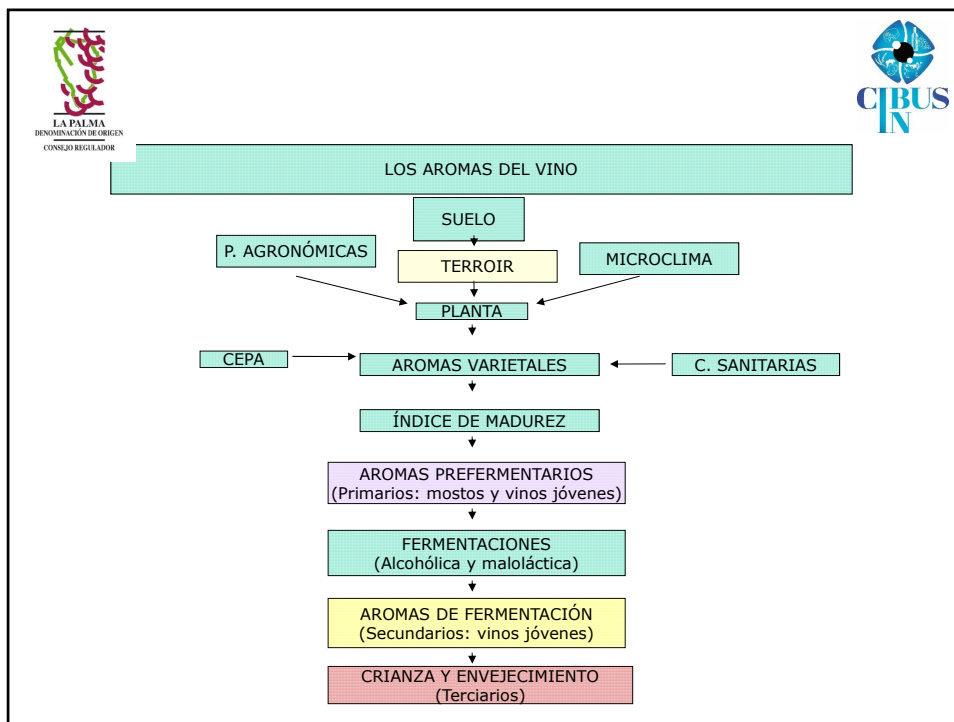 LA PALMA
DENOMINACIÓN DE ORIGEN
CONSEJO REGULADOR
CIBUS
IN
LOS AROMAS DEL VINO
SUELO
P. AGRONÓMICAS
TERROIR
MICROCLIMA
PLANTA
CEPA
AROMAS VARIETALES
C. SANITARIAS
ÍNDICE DE MADUREZ
AROMAS PREFERMENTARIOS
(Primarios: mostos y vinos jóvenes)
FERMENTACIONES
(Alcohólica y maloláctica)
AROMAS DE FERMENTACIÓN
(Secundarios: vinos jóvenes)
CRIANZA Y ENVEJECIMIENTO
(Terciarios)